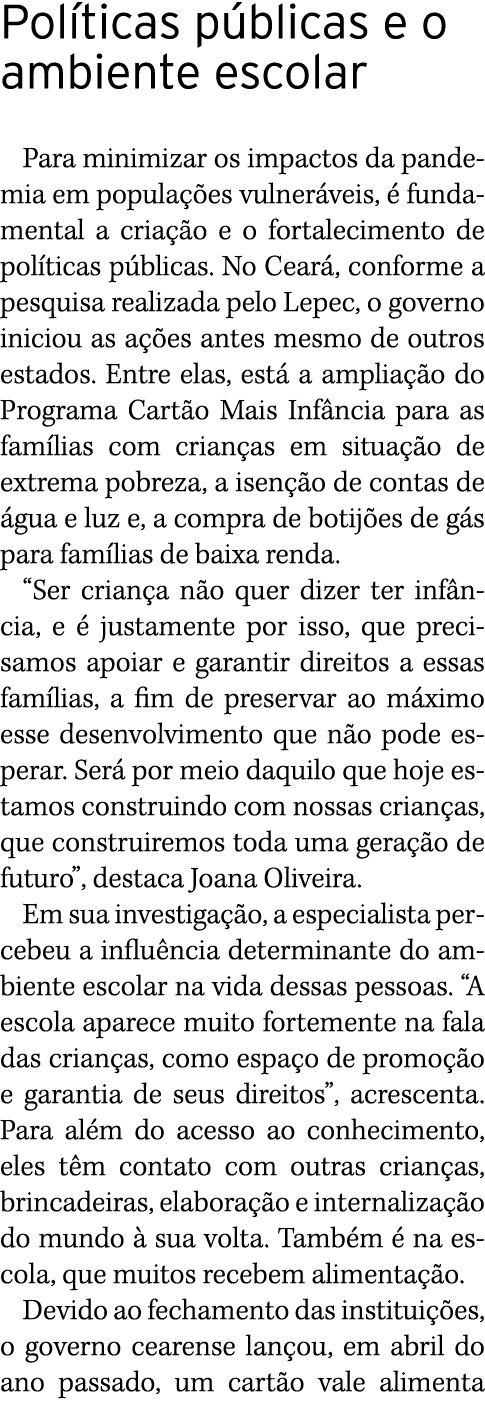 Políticas públicas e o
ambiente escolar
Para minimizar os impactos da pande-
mia em populações vulneráveis, é funda-
mental a criação e o fortalecimento de
políticas públicas. No Ceará, conforme a
pesquisa realizada pelo Lepec, o governo
iniciou as ações antes mesmo de outros
estados. Entre elas, está a ampliação do
Programa Cartão Mais Infância para as
famílias com crianças em situação de
extrema pobreza, a isenção de contas de
água e luz e, a compra de botijões de gás
para famílias de baixa renda.
“Ser criança não quer dizer ter infân-
cia, e é justamente por isso, que preci-
samos apoiar e garantir direitos a essas
famílias, a fim de preservar ao máximo
esse desenvolvimento que não pode es-
perar. Será por meio daquilo que hoje es-
tamos construindo com nossas crianças,
que construiremos toda uma geração de
futuro”, destaca Joana Oliveira.
Em sua investigação, a especialista per-
cebeu a influência determinante do am-
biente escolar na vida dessas pessoas. “A
escola aparece muito fortemente na fala
das crianças, como espaço de promoção
e garantia de seus direitos”, acrescenta.
Para além do acesso ao conhecimento,
eles têm contato com outras crianças,
brincadeiras, elaboração e internalização
do mundo à sua volta. Também é na es-
cola, que muitos recebem alimentação.
Devido ao fechamento das instituições,
o governo cearense lançou, em abril do
ano passado, um cartão vale alimenta